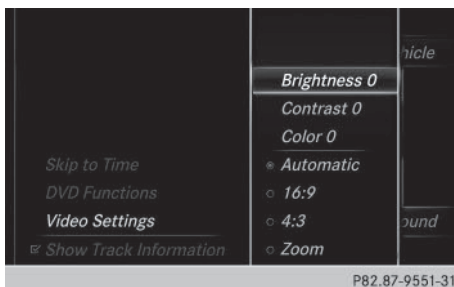 hicle
Brightness 0
Contrast 0
Color 0
Skip to Time
Automatic
DVD Functions
16:9
Video Settings
4:3
ound
Show Track Information
Zoom
P82.87-9551-31